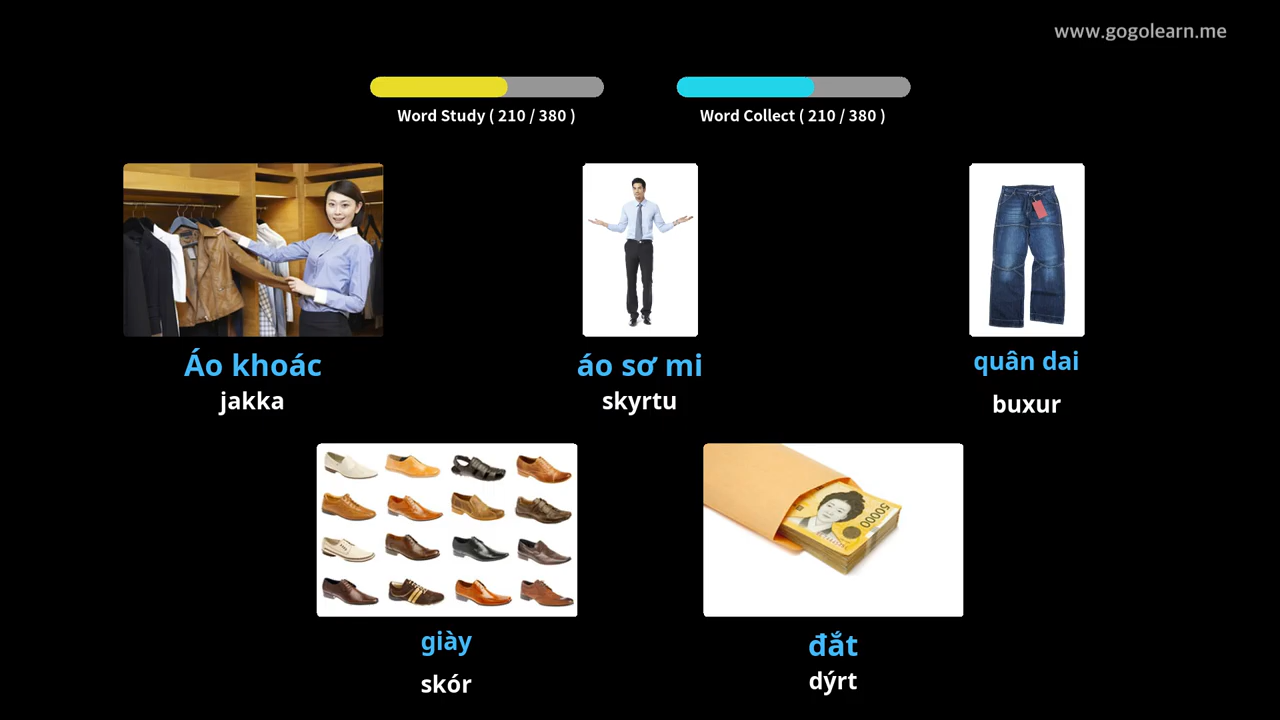 www.gogolearn.me
Word Study ( 210 / 380 )
Word Collect ( 210 / 380 )
Áo khoác
jakka
áo sơ mi
skyrtu
quân dai
buxur
50000
giày
skór
đắt
dýrt